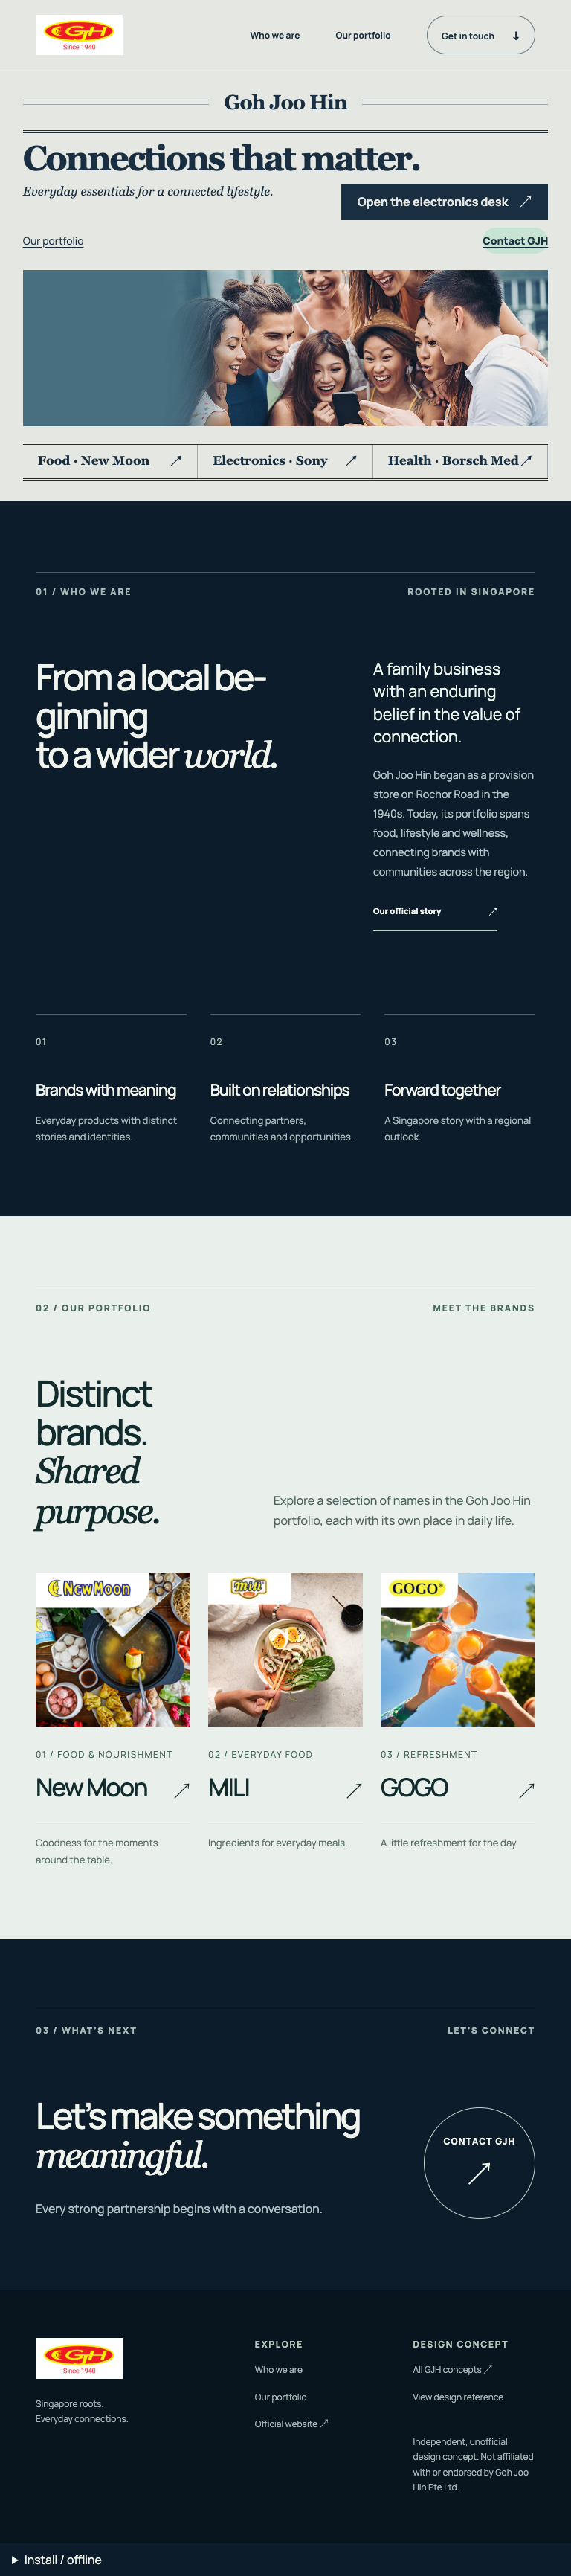 GJH
Since 1940
Who we are
Our portfolio
Get in touch ↓
Goh Joo Hin
Connections that matter.
Everyday essentials for a connected lifestyle.
Open the electronics desk ↗
Our portfolio
Contact GJH
Food · New Moon ↗
Electronics · Sony ↗
Health · Borsch Med ↗
01 / WHO WE ARE
ROOTED IN SINGAPORE
From a local be-
ginning
to a wider world.
A family business
with an enduring
belief in the value of
connection.
Goh Joo Hin began as a provision
store on Rochor Road in the
1940s. Today, its portfolio spans
food, lifestyle and wellness,
connecting brands with
communities across the region.
Our official story ↗
01
Brands with meaning
Everyday products with distinct
stories and identities.
02
Built on relationships
Connecting partners,
communities and opportunities.
03
Forward together
A Singapore story with a regional
outlook.
02 / OUR PORTFOLIO
MEET THE BRANDS
Distinct
brands.
Shared
purpose.
Explore a selection of names in the Goh Joo Hin
portfolio, each with its own place in daily life.
New Moon
01 / FOOD & NOURISHMENT
New Moon ↗
Goodness for the moments
around the table.
mili
02 / EVERYDAY FOOD
MILI ↗
Ingredients for everyday meals.
GOGO
03 / REFRESHMENT
GOGO ↗
A little refreshment for the day.
03 / WHAT'S NEXT
LET'S CONNECT
Let's make something
meaningful.
Every strong partnership begins with a conversation.
CONTACT GJH
↗
GJH
Since 1940
Singapore roots.
Everyday connections.
EXPLORE
Who we are
Our portfolio
Official website ↗
DESIGN CONCEPT
All GJH concepts ↗
View design reference
Independent, unofficial
design concept. Not affiliated
with or endorsed by Goh Joo
Hin Pte Ltd.
▶ Install / offline